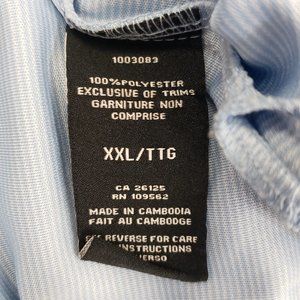 1003083
100% POLYESTER
EXCLUSIVE OF TRIMS
GARNITURE NON
COMPRISE
XXL/TTG
CA 26125
RN 109562
MADE IN CAMBODIA
FAIT AU CAMBODGE
REVERSE FOR CARE
INSTRUCTIONS
VERSO